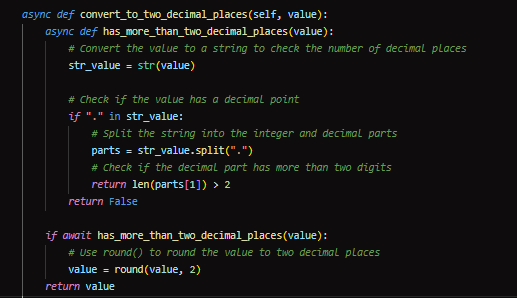 async def convert_to_two_decimal_places(self, value):
    async def has_more_than_two_decimal_places(value):
        # Convert the value to a string to check the number of decimal places
        str_value = str(value)

        # Check if the value has a decimal point
        if "." in str_value:
            # Split the string into the integer and decimal parts
            parts = str_value.split(".")
            # Check if the decimal part has more than two digits
            return len(parts[1]) > 2
        return False

    if await has_more_than_two_decimal_places(value):
        # Use round() to round the value to two decimal places
        value = round(value, 2)
    return value